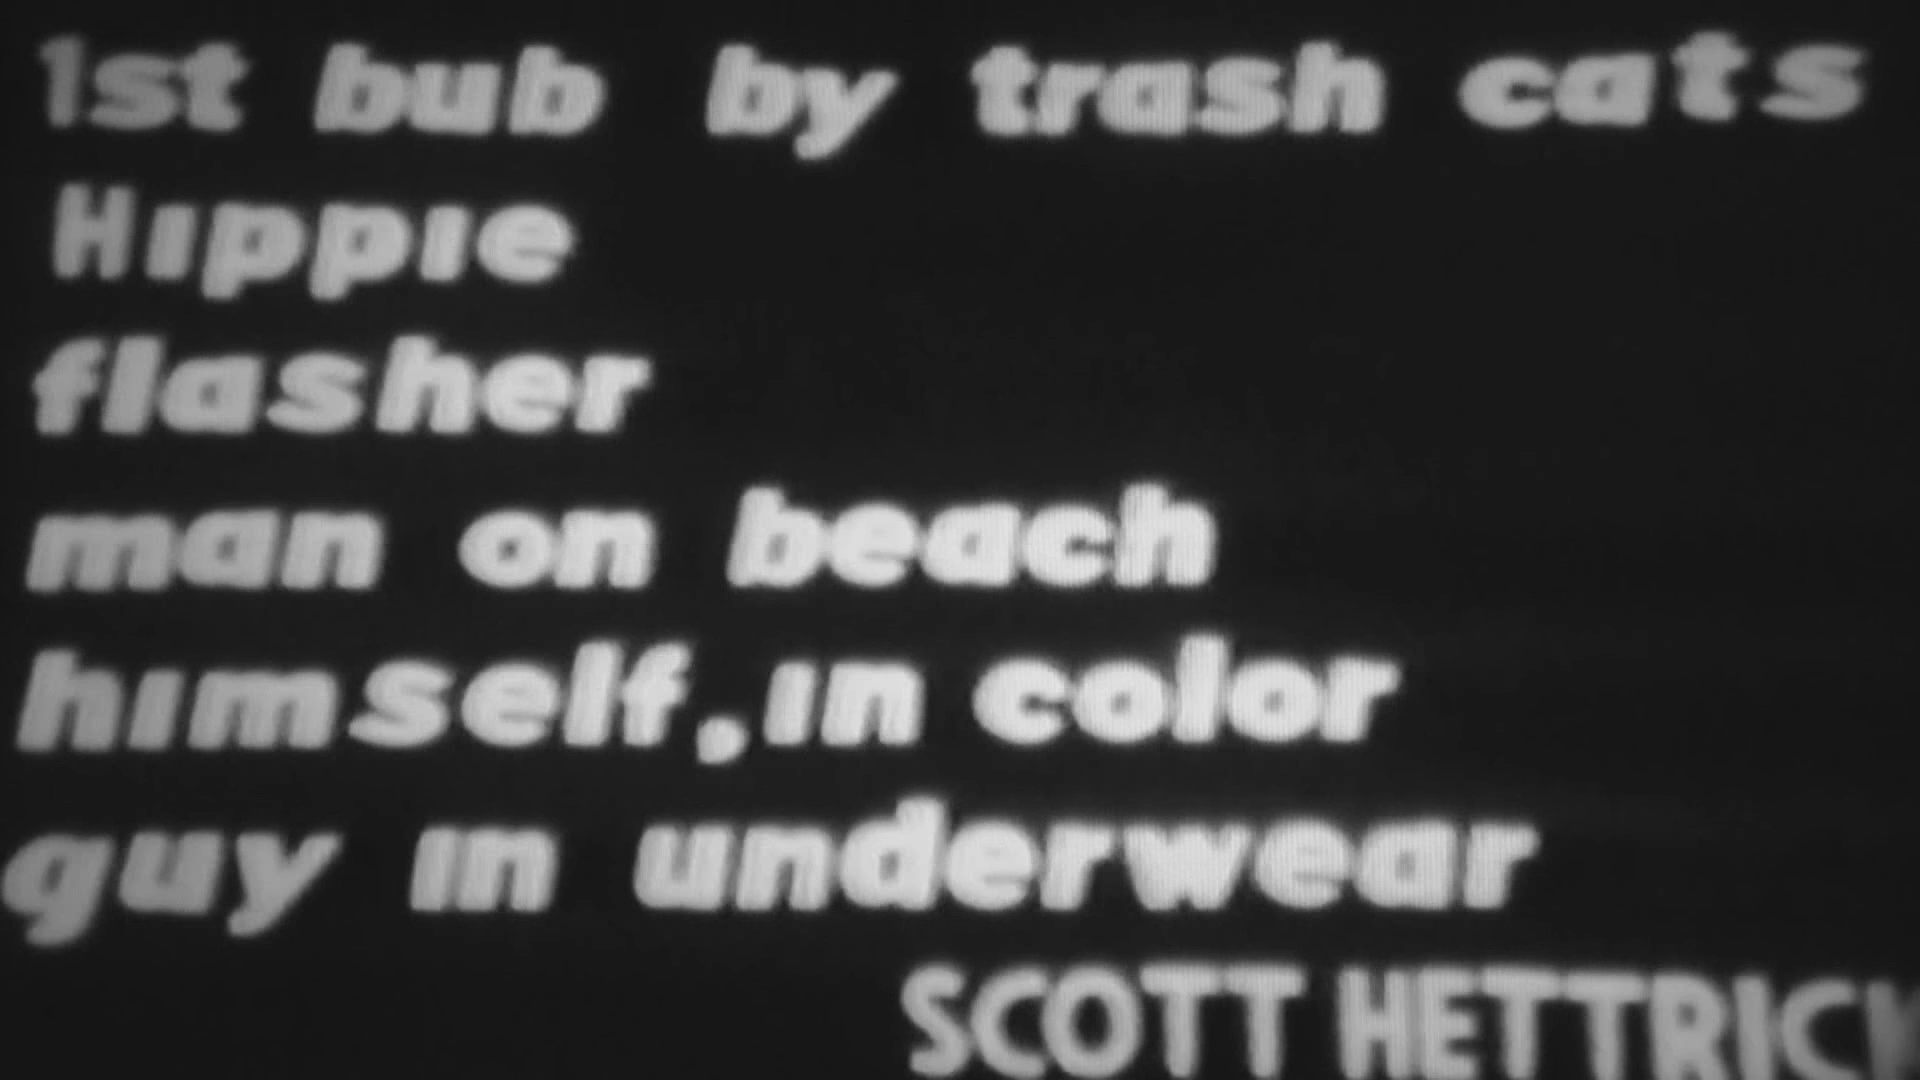 1st bub by trash cats
Hippie
flasher
man on beach
himself, in color
guy in underwear
SCOTT HETTRICK